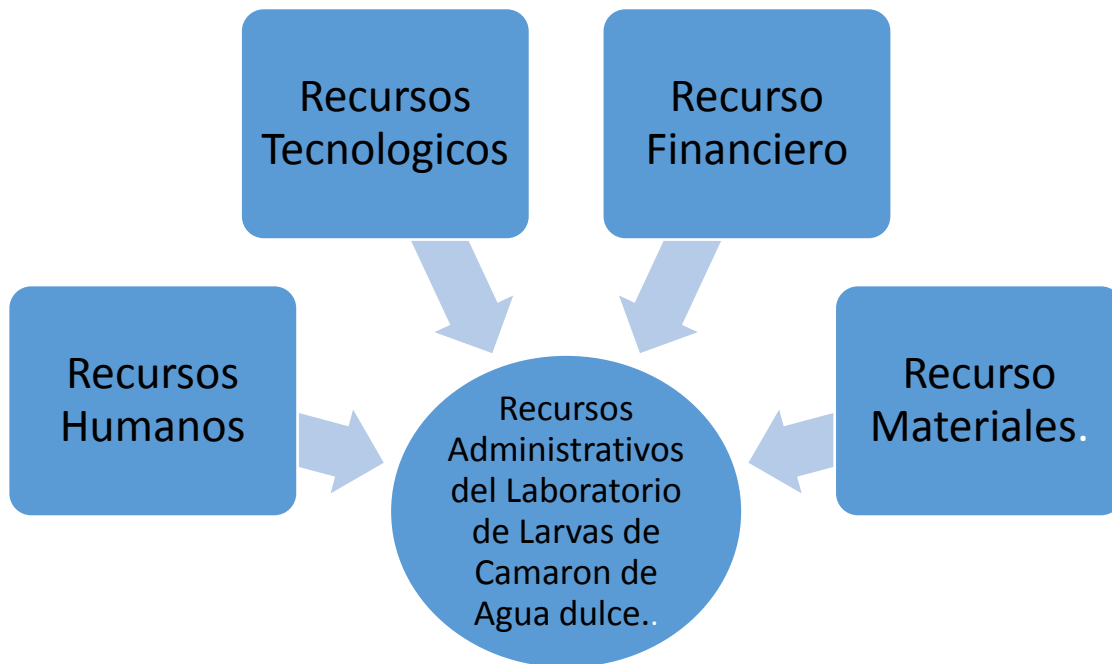 Recursos
Tecnologicos
Recurso
Financiero
Recursos
Humanos
Recurso
Materiales.
Recursos
Administrativos
del Laboratorio
de Larvas de
Camaron de
Agua dulce..